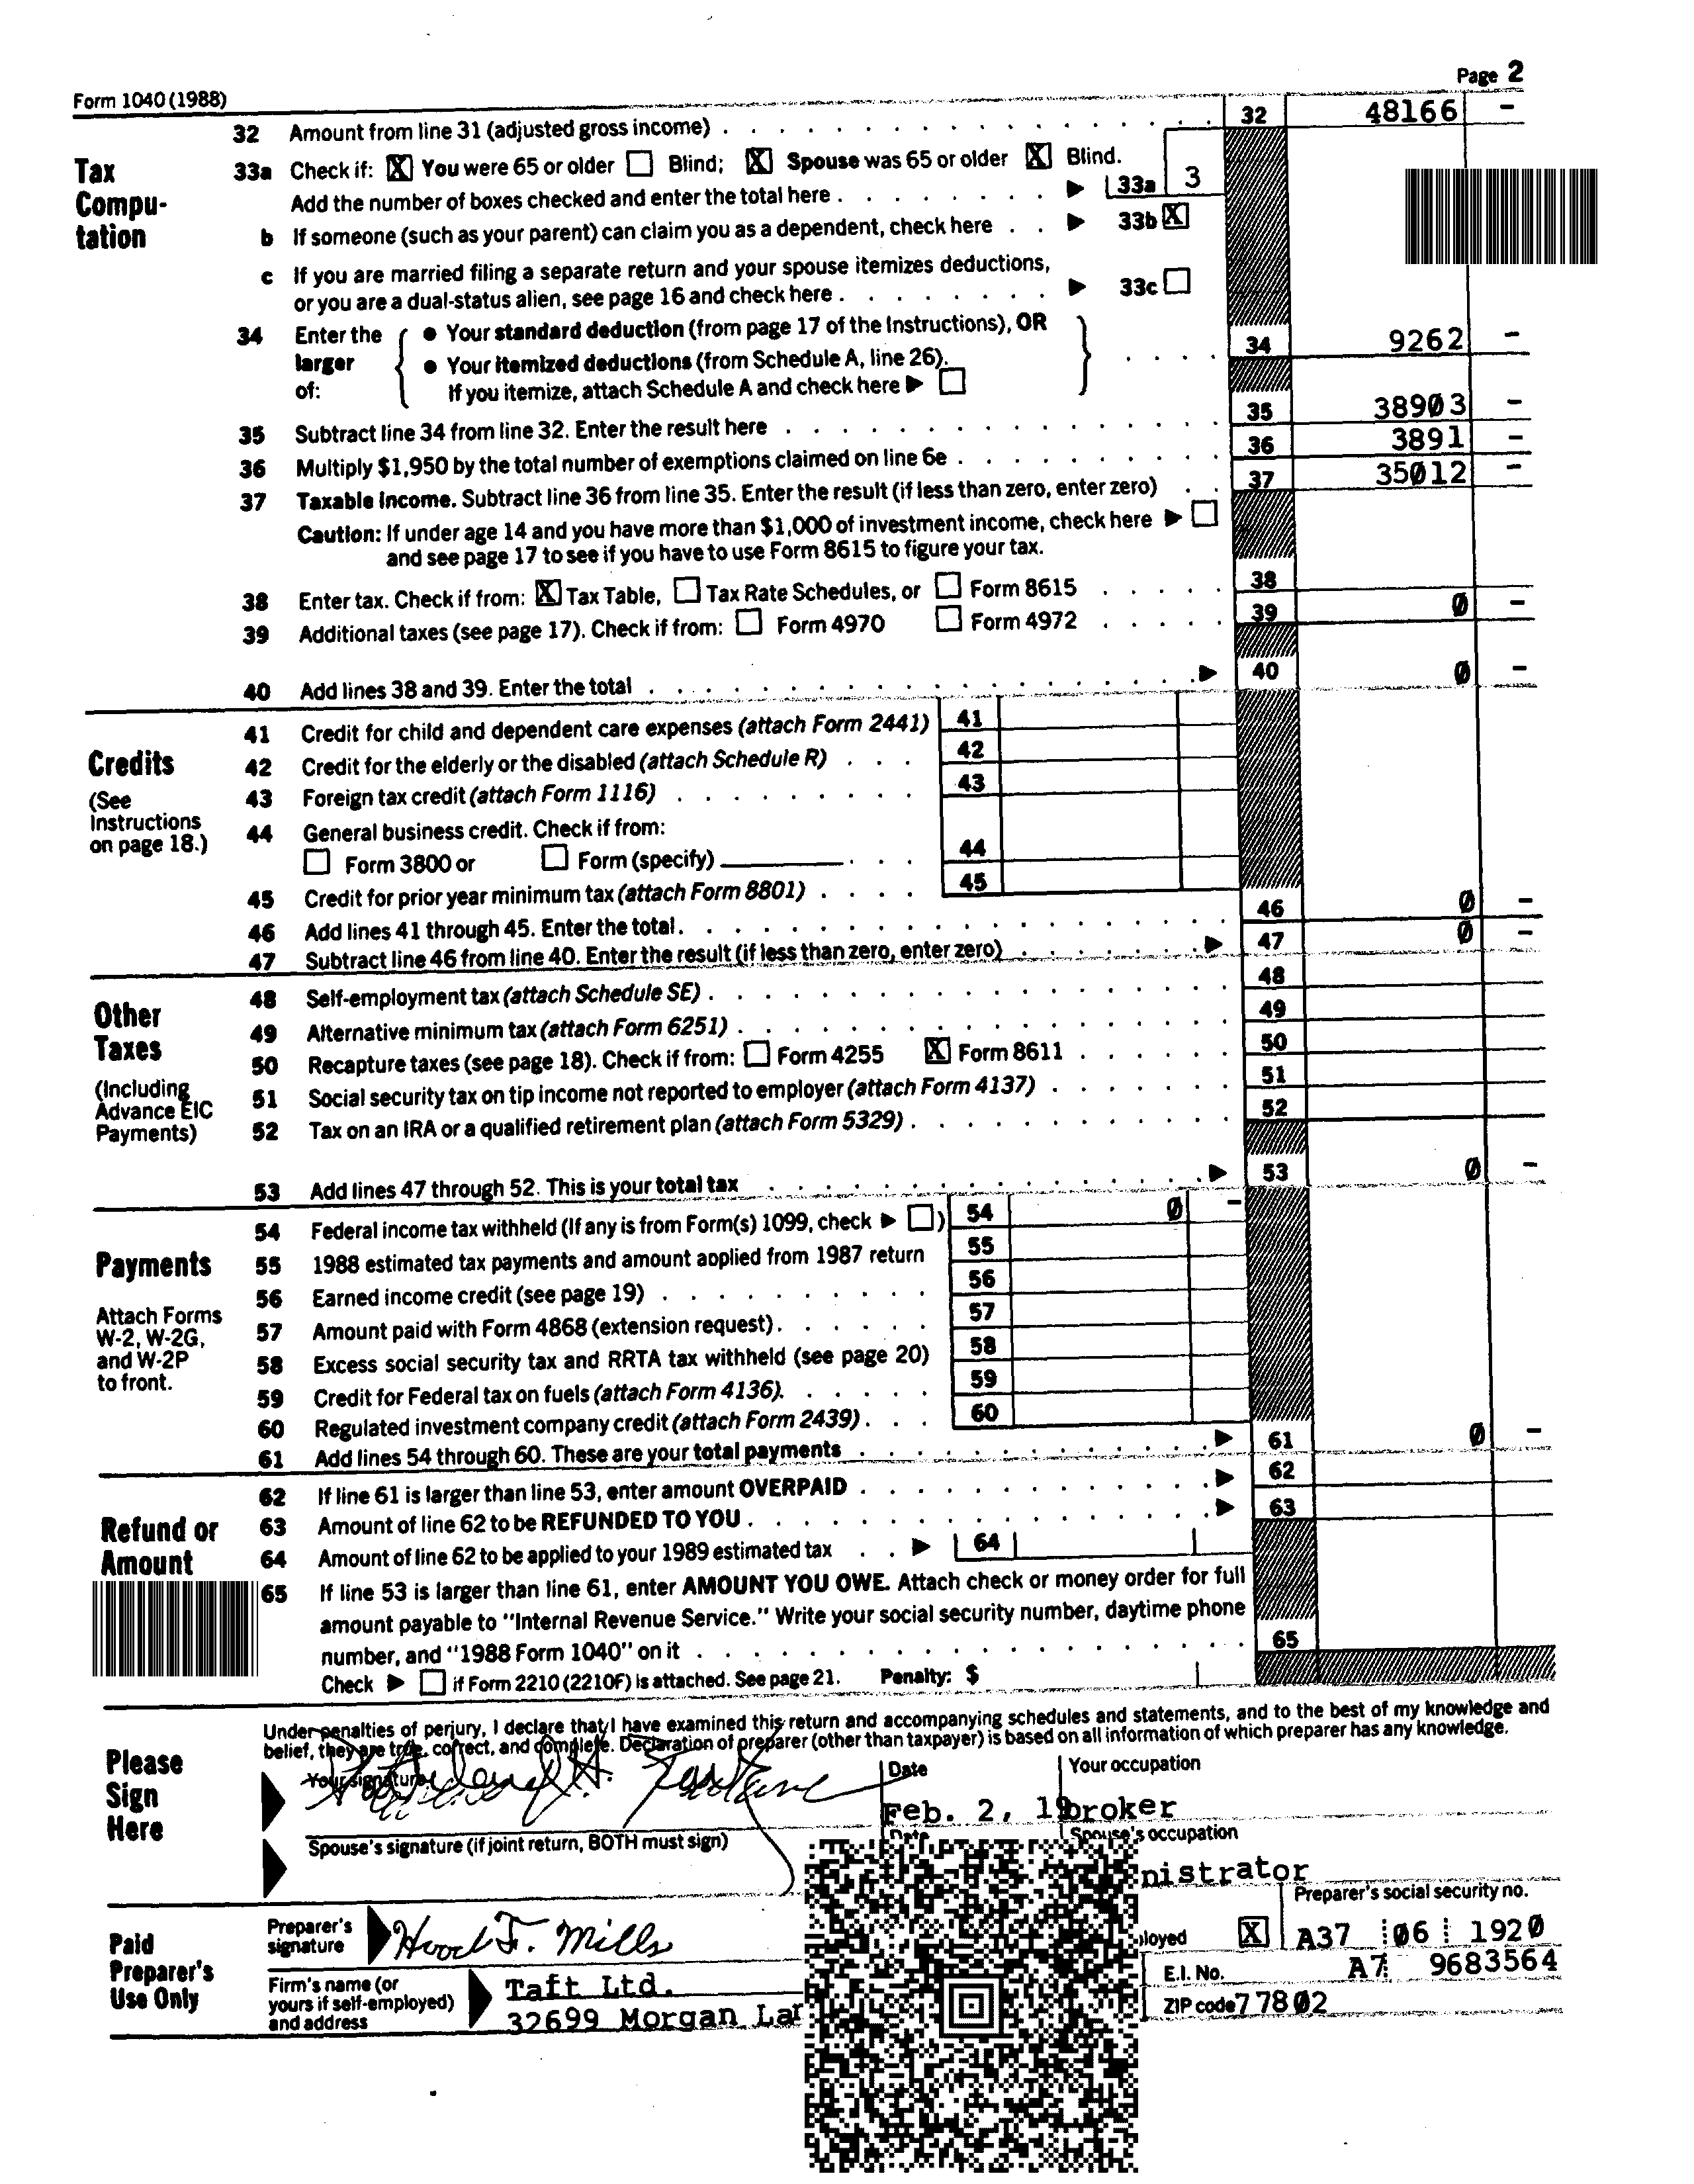 Form 1040 (1988)
Page 2
32 Amount from line 31 (adjusted gross income) 32 48166 –
Tax Compu-tation
33a Check if: X You were 65 or older Blind; X Spouse was 65 or older X Blind.
Add the number of boxes checked and enter the total here 33a 3
b If someone (such as your parent) can claim you as a dependent, check here 33b X
c If you are married filing a separate return and your spouse itemizes deductions,
or you are a dual-status alien, see page 16 and check here 33c
34 Enter the larger of:
● Your standard deduction (from page 17 of the Instructions), OR
● Your itemized deductions (from Schedule A, line 26).
If you itemize, attach Schedule A and check here
34 9262 –
35 Subtract line 34 from line 32. Enter the result here 35 38903 –
36 Multiply $1,950 by the total number of exemptions claimed on line 6e 36 3891 –
37 Taxable income. Subtract line 36 from line 35. Enter the result (if less than zero, enter zero) 37 35012 –
Caution: If under age 14 and you have more than $1,000 of investment income, check here
and see page 17 to see if you have to use Form 8615 to figure your tax.
38 Enter tax. Check if from: X Tax Table, Tax Rate Schedules, or Form 8615 38
39 Additional taxes (see page 17). Check if from: Form 4970 Form 4972 39 0 –
40 Add lines 38 and 39. Enter the total 40 0 –
Credits
(See Instructions on page 18.)
41 Credit for child and dependent care expenses (attach Form 2441) 41
42 Credit for the elderly or the disabled (attach Schedule R) 42
43 Foreign tax credit (attach Form 1116) 43
44 General business credit. Check if from:
Form 3800 or Form (specify) 44
45 Credit for prior year minimum tax (attach Form 8801) 45
46 Add lines 41 through 45. Enter the total. 46 0 –
47 Subtract line 46 from line 40. Enter the result (if less than zero, enter zero) 47 0 –
Other Taxes
(Including Advance EIC Payments)
48 Self-employment tax (attach Schedule SE) 48
49 Alternative minimum tax (attach Form 6251) 49
50 Recapture taxes (see page 18). Check if from: Form 4255 X Form 8611 50
51 Social security tax on tip income not reported to employer (attach Form 4137) 51
52 Tax on an IRA or a qualified retirement plan (attach Form 5329) 52
53 Add lines 47 through 52. This is your total tax 53 0 –
Payments
Attach Forms W-2, W-2G, and W-2P to front.
54 Federal income tax withheld (If any is from Form(s) 1099, check ) 54 0 –
55 1988 estimated tax payments and amount applied from 1987 return 55
56 Earned income credit (see page 19) 56
57 Amount paid with Form 4868 (extension request) 57
58 Excess social security tax and RRTA tax withheld (see page 20) 58
59 Credit for Federal tax on fuels (attach Form 4136). 59
60 Regulated investment company credit (attach Form 2439) 60
61 Add lines 54 through 60. These are your total payments 61 0 –
62 If line 61 is larger than line 53, enter amount OVERPAID 62
Refund or Amount
63 Amount of line 62 to be REFUNDED TO YOU 63
64 Amount of line 62 to be applied to your 1989 estimated tax 64
65 If line 53 is larger than line 61, enter AMOUNT YOU OWE. Attach check or money order for full
amount payable to "Internal Revenue Service." Write your social security number, daytime phone
number, and "1988 Form 1040" on it 65
Check if Form 2210 (2210F) is attached. See page 21. Penalty: $
Please Sign Here
Under penalties of perjury, I declare that I have examined this return and accompanying schedules and statements, and to the best of my knowledge and
belief, they are true, correct, and complete. Declaration of preparer (other than taxpayer) is based on all information of which preparer has any knowledge.
Your signature
Date
Your occupation
Feb. 2, 19
broker
Spouse's signature (if joint return, BOTH must sign)
Date
Spouse's occupation
nistrator
Paid Preparer's Use Only
Preparer's signature
Hood F. Mills
ployed X
Preparer's social security no.
A37 06 1920
Firm's name (or yours if self-employed) and address
Taft Ltd.
32699 Morgan La
E.I. No. A7 9683564
ZIP code 77802